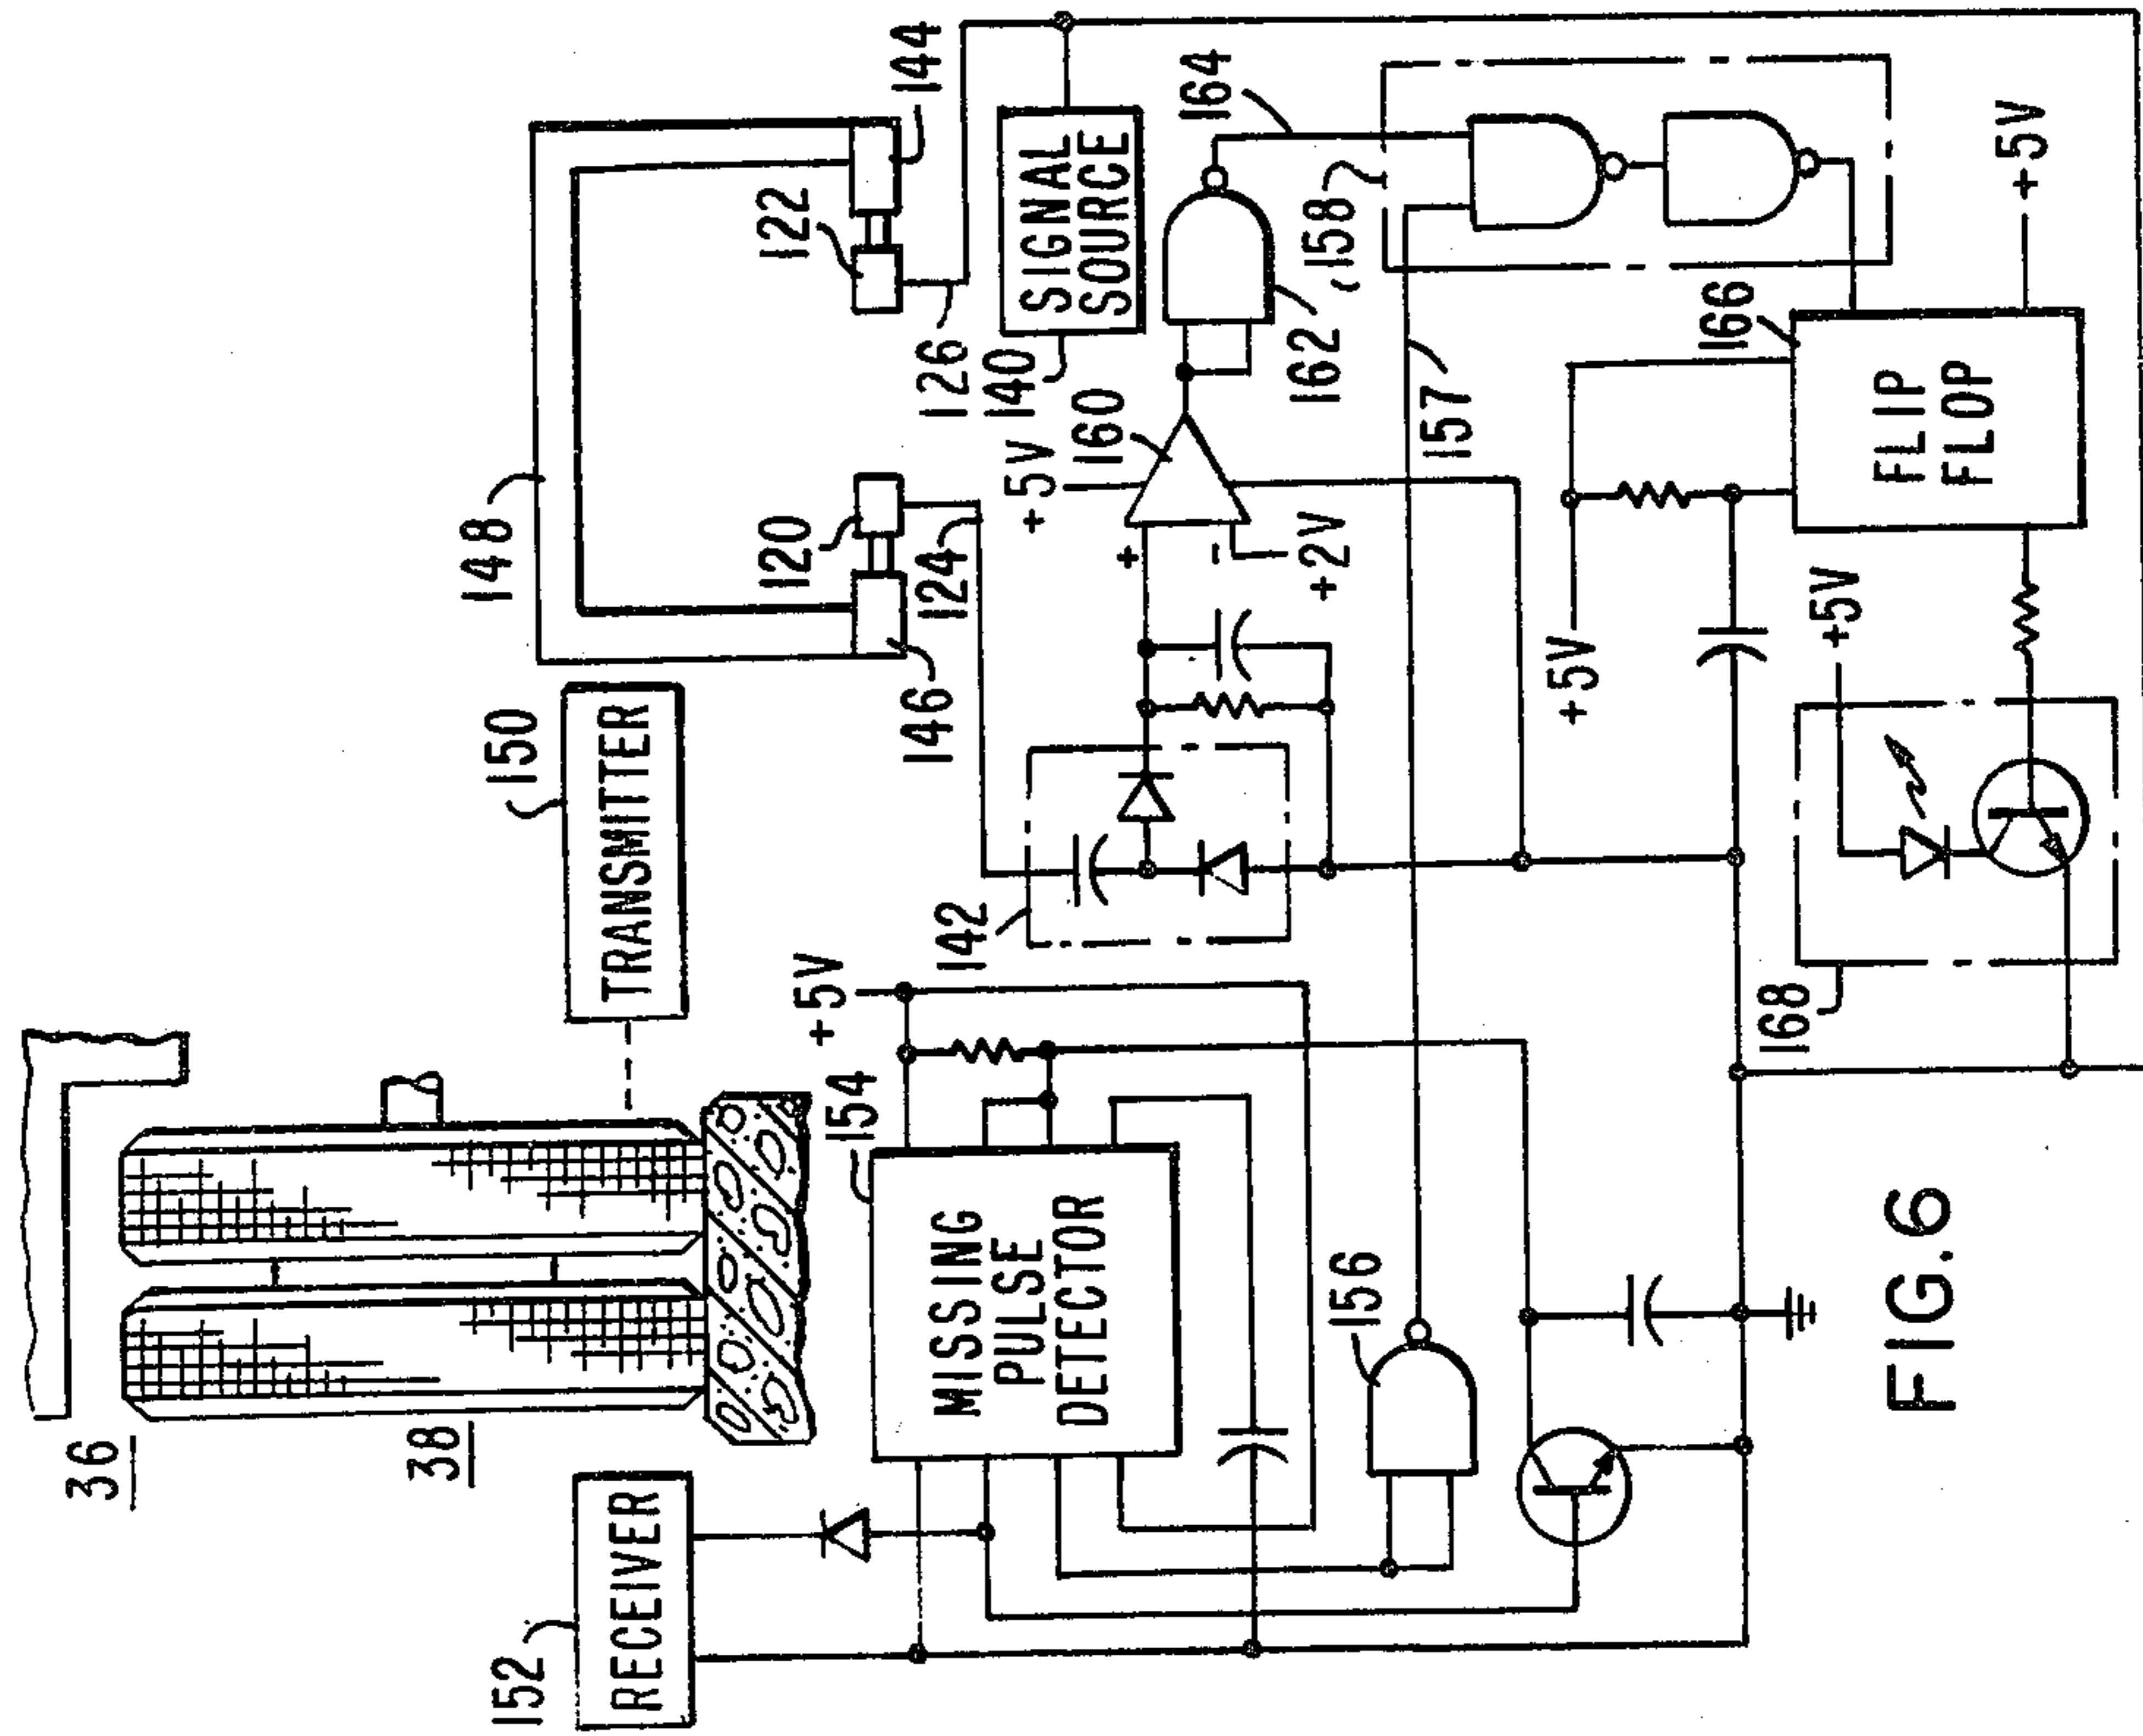 36
38
152
RECEIVER
150
TRANSMITTER
148
120
122
144
146
124
126
140
SIGNAL
SOURCE
154
+5V
MISSING
PULSE
DETECTOR
142
+5V
160
+
-
+2V
162
164
158
156
157
+5V
166
FLIP
FLOP
+5V
168
+5V
FIG.6